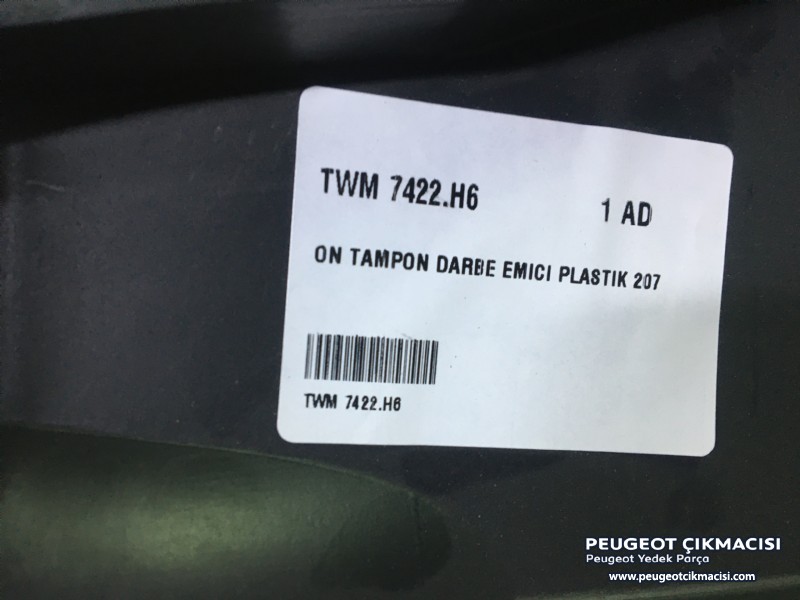 TWM 7422.H6 1 AD
ON TAMPON DARBE EMICI PLASTIK 207
TWM 7422.H6
PEUGEOT ÇIKMACISI
Peugeot Yedek Parça
www.peugeotcikmacisi.com